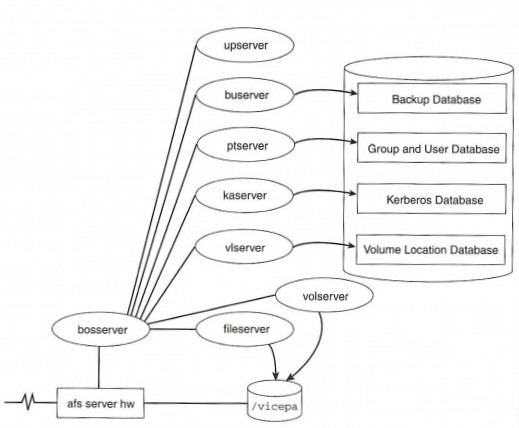 upserver
buserver
Backup Database
ptserver
Group and User Database
kaserver
Kerberos Database
vlserver
Volume Location Database
volserver
bosserver
fileserver
afs server hw
/vicepa